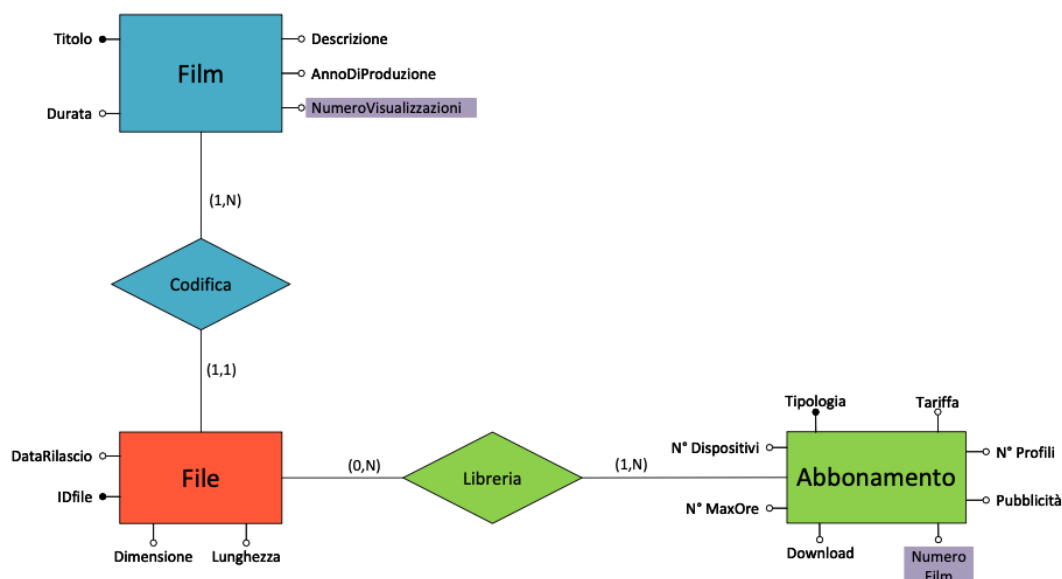 Titolo
Descrizione
Film
AnnoDiProduzione
Durata
NumeroVisualizzazioni
(1,N)
Codifica
(1,1)
Tipologia
Tariffa
DataRilascio
N° Dispositivi
N° Profili
(0,N)
(1,N)
File
Libreria
Abbonamento
IDfile
N° MaxOre
Pubblicità
Dimensione
Lunghezza
Download
Numero
Film